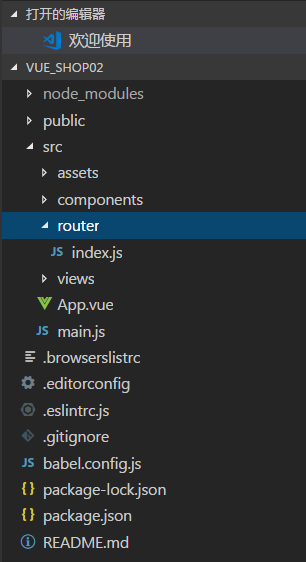 打开的编辑器
欢迎使用
VUE_SHOP02
node_modules
public
src
assets
components
router
JS index.js
views
App.vue
JS main.js
.browserslistrc
.editorconfig
.eslintrc.js
.gitignore
JS babel.config.js
{ } package-lock.json
{ } package.json
README.md